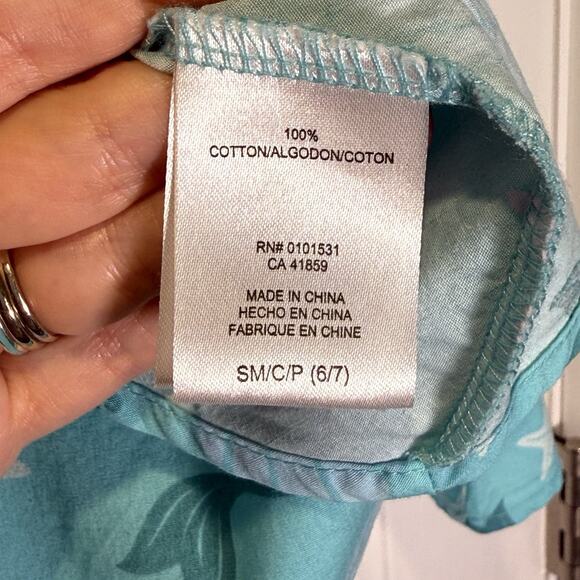 100%
COTTON/ALGODON/COTON
RN# 0101531
CA 41859
MADE IN CHINA
HECHO EN CHINA
FABRIQUE EN CHINE
SM/C/P (6/7)